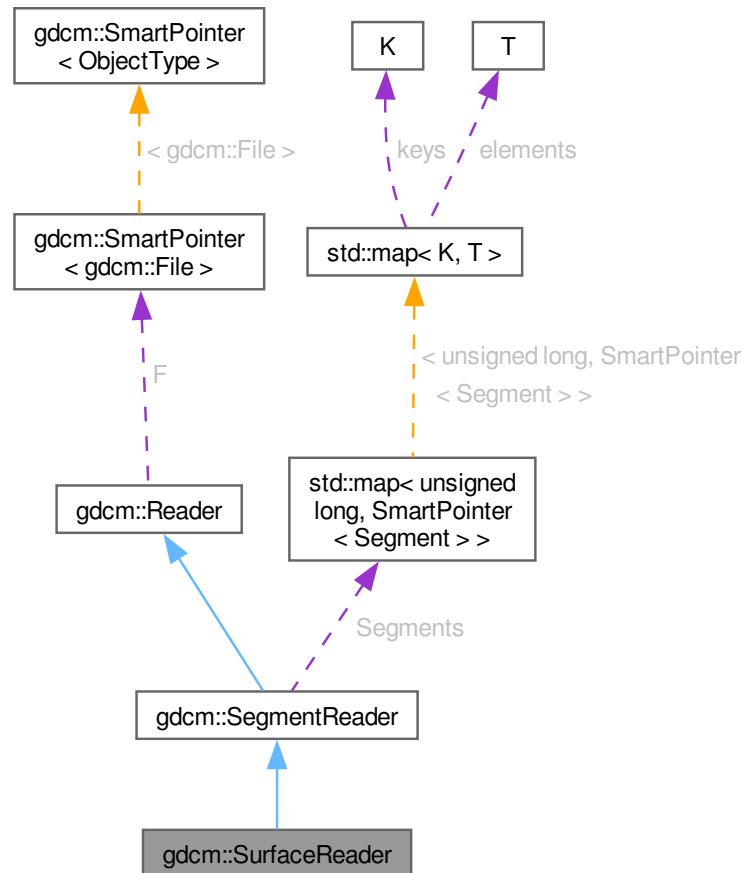 gdcm::SmartPointer
< ObjectType >
K
T
< gdcm::File >
keys
elements
gdcm::SmartPointer
< gdcm::File >
std::map< K, T >
< unsigned long, SmartPointer
< Segment > >
F
gdcm::Reader
std::map< unsigned
long, SmartPointer
< Segment > >
Segments
gdcm::SegmentReader
gdcm::SurfaceReader